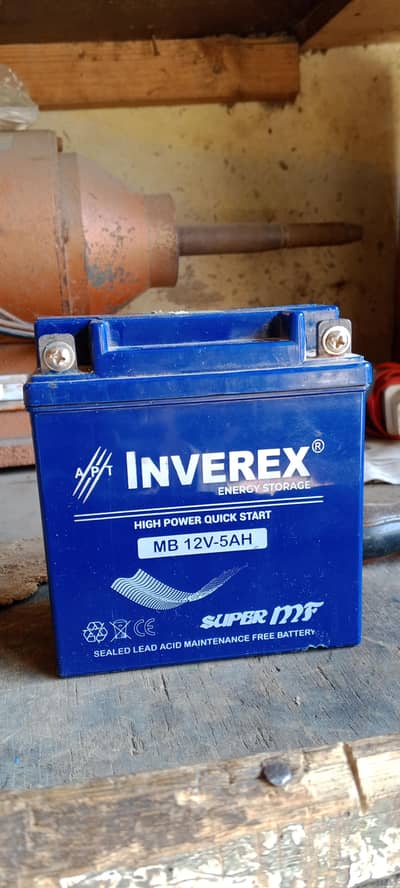 APT
INVEREX®
ENERGY STORAGE
HIGH POWER QUICK START
MB 12V-5AH
SUPER MF
CE
SEALED LEAD ACID MAINTENANCE FREE BATTERY